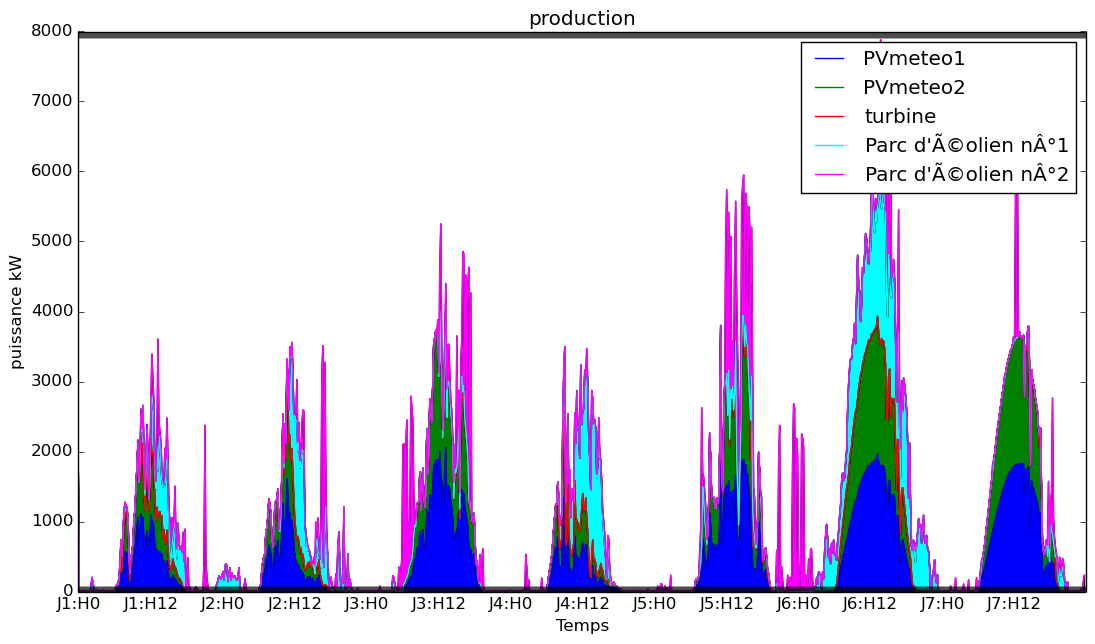 production
8000
7000
6000
5000
4000
3000
2000
1000
0
puissance kW
PVmeteo1
PVmeteo2
turbine
Parc d'Ã©olien nÂ°1
Parc d'Ã©olien nÂ°2
J1:H0 J1:H12 J2:H0 J2:H12 J3:H0 J3:H12 J4:H0 J4:H12 J5:H0 J5:H12 J6:H0 J6:H12 J7:H0 J7:H12
Temps